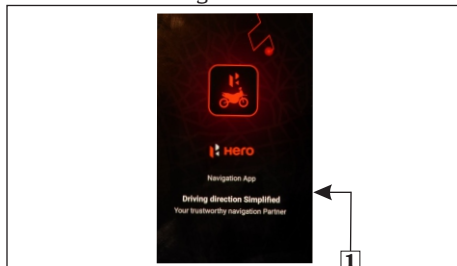 Hero
Navigation App
Driving direction Simplified
Your trustworthy navigation Partner
1